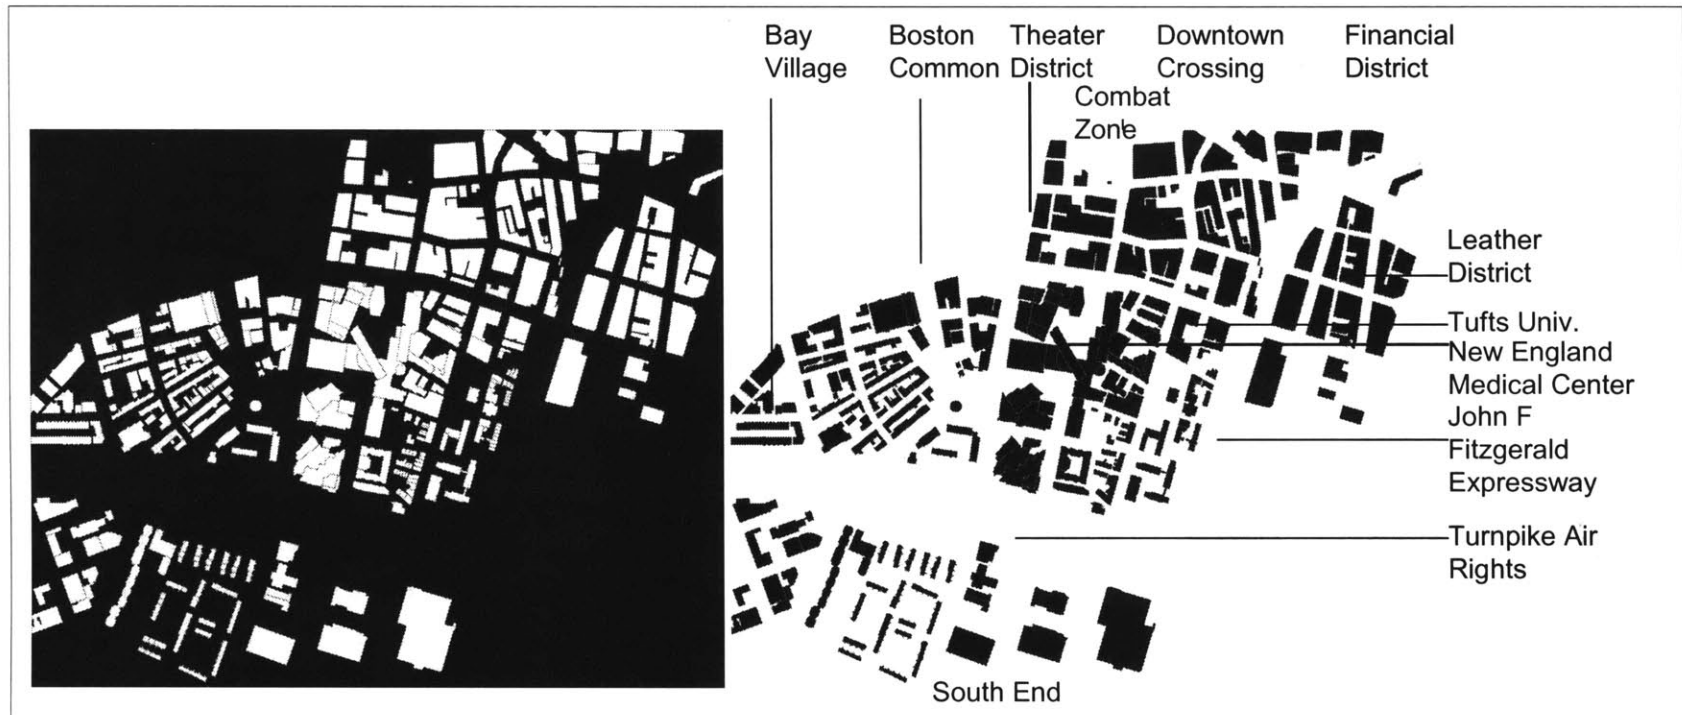 Bay
Village
Boston
Common
Theater
District
Downtown
Crossing
Financial
District
Combat
Zone
Leather
District
Tufts Univ.
New England
Medical Center
John F
Fitzgerald
Expressway
Turnpike Air
Rights
South End